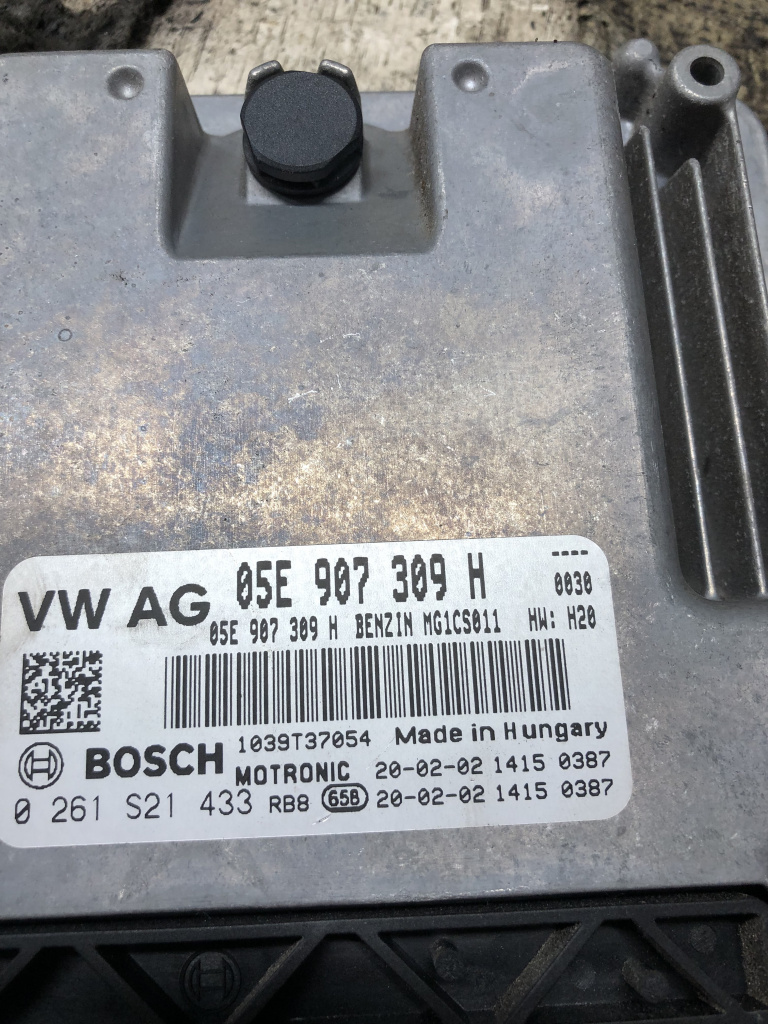 VW AG 05E 907 309 H ----
0030
05E 907 309 H BENZIN MG1CS011 HW: H20
BOSCH 1039T37054 Made in Hungary
MOTRONIC 20-02-02 1415 0387
0 261 S21 433 RB8 658 20-02-02 1415 0387